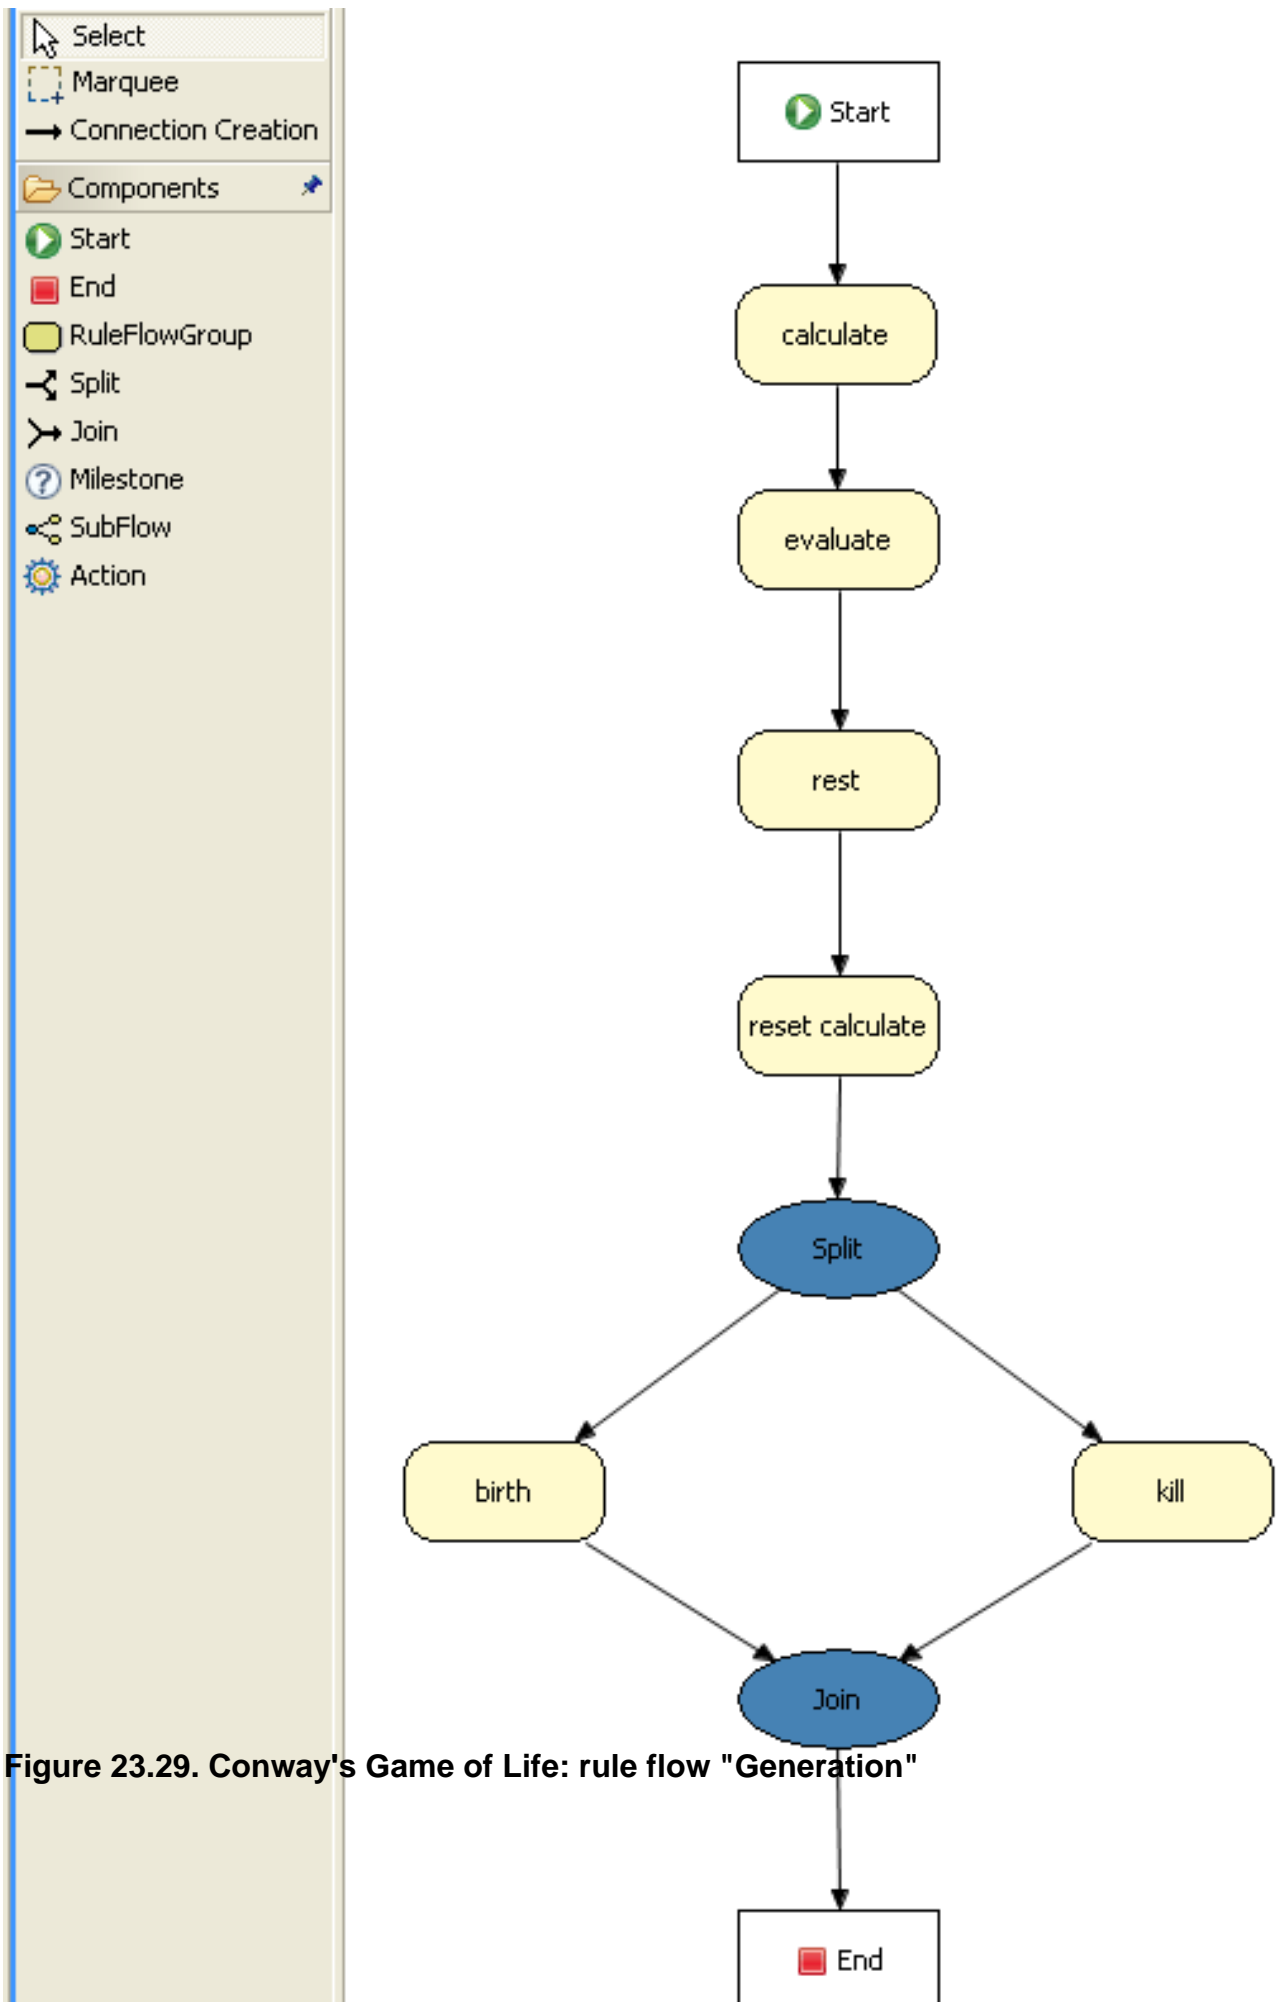 Select
Marquee
Connection Creation
Components
Start
End
RuleFlowGroup
Split
Join
Milestone
SubFlow
Action
Start
calculate
evaluate
rest
reset calculate
Split
birth
kill
Join
Figure 23.29. Conway's Game of Life: rule flow "Generation"
End